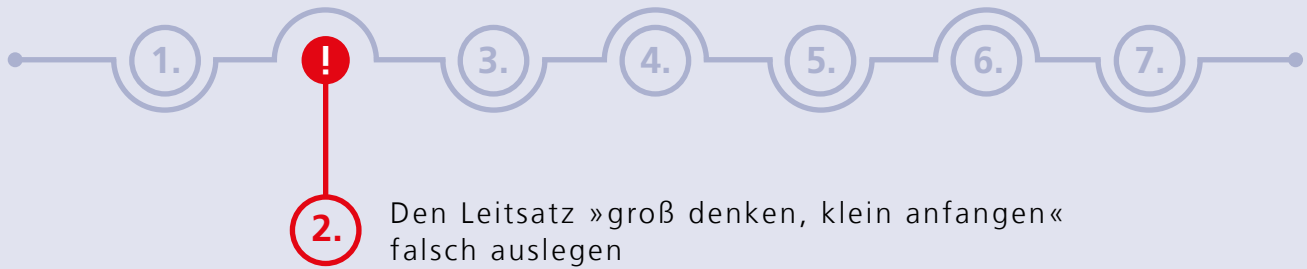 1. ! 3. 4. 5. 6. 7.
2. Den Leitsatz »groß denken, klein anfangen«
falsch auslegen